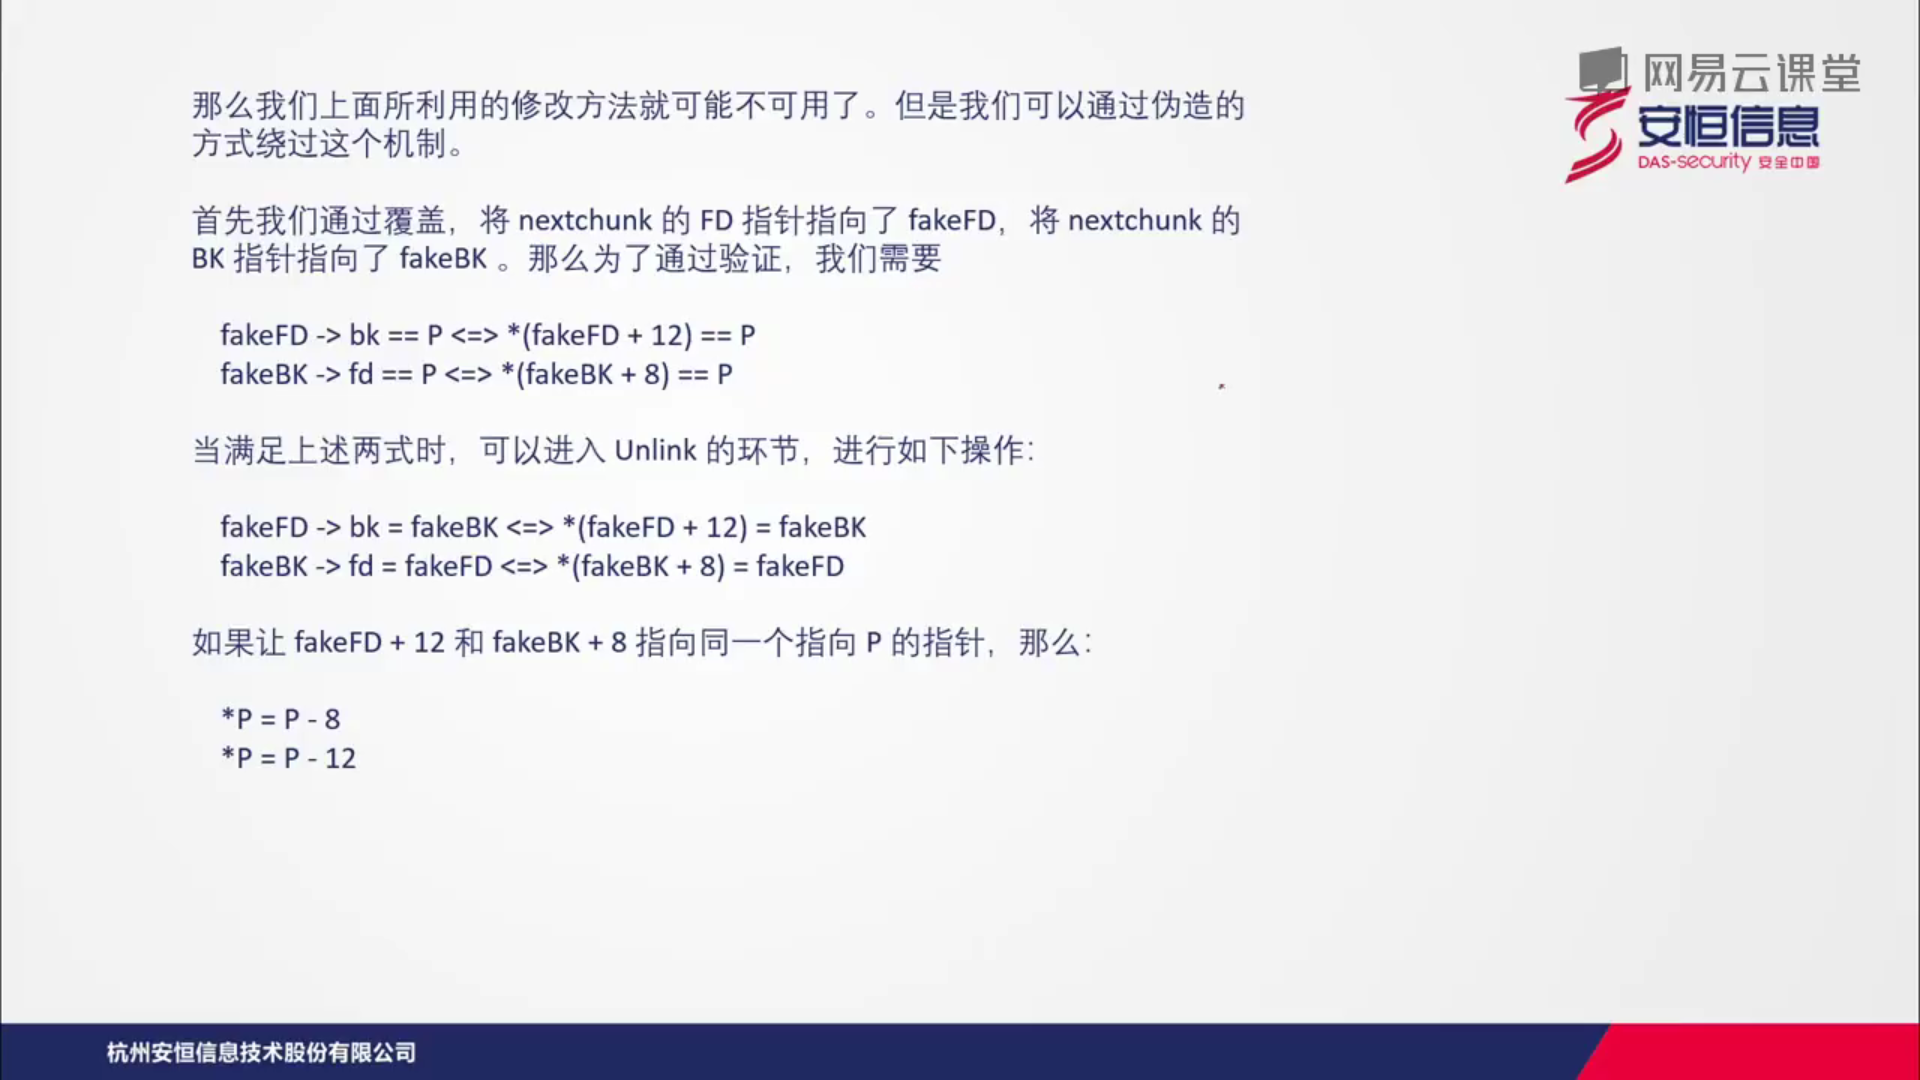 网易云课堂
安恒信息
DAS-security 安全中国
那么我们上面所利用的修改方法就可能不可用了。但是我们可以通过伪造的
方式绕过这个机制。
首先我们通过覆盖，将 nextchunk 的 FD 指针指向了 fakeFD，将 nextchunk 的
BK 指针指向了 fakeBK 。那么为了通过验证，我们需要
fakeFD -> bk == P <=> *(fakeFD + 12) == P
fakeBK -> fd == P <=> *(fakeBK + 8) == P
当满足上述两式时，可以进入 Unlink 的环节，进行如下操作：
fakeFD -> bk = fakeBK <=> *(fakeFD + 12) = fakeBK
fakeBK -> fd = fakeFD <=> *(fakeBK + 8) = fakeFD
如果让 fakeFD + 12 和 fakeBK + 8 指向同一个指向 P 的指针，那么：
*P = P - 8
*P = P - 12
杭州安恒信息技术股份有限公司